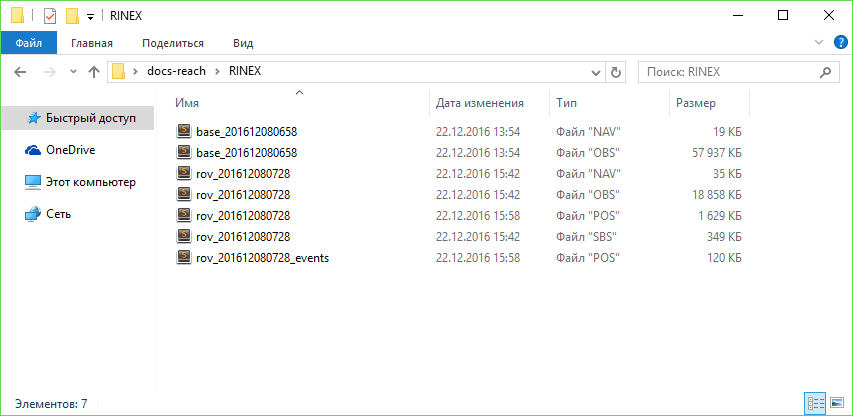 RINEX
Файл Главная Поделиться Вид
docs-reach RINEX Поиск: RINEX
Быстрый доступ
OneDrive
Этот компьютер
Сеть
Имя Дата изменения Тип Размер
base_201612080658 22.12.2016 13:54 Файл "NAV" 19 КБ
base_201612080658 22.12.2016 13:54 Файл "OBS" 57 937 КБ
rov_201612080728 22.12.2016 15:42 Файл "NAV" 35 КБ
rov_201612080728 22.12.2016 15:42 Файл "OBS" 18 858 КБ
rov_201612080728 22.12.2016 15:58 Файл "POS" 1 629 КБ
rov_201612080728 22.12.2016 15:42 Файл "SBS" 349 КБ
rov_201612080728_events 22.12.2016 15:58 Файл "POS" 120 КБ
Элементов: 7